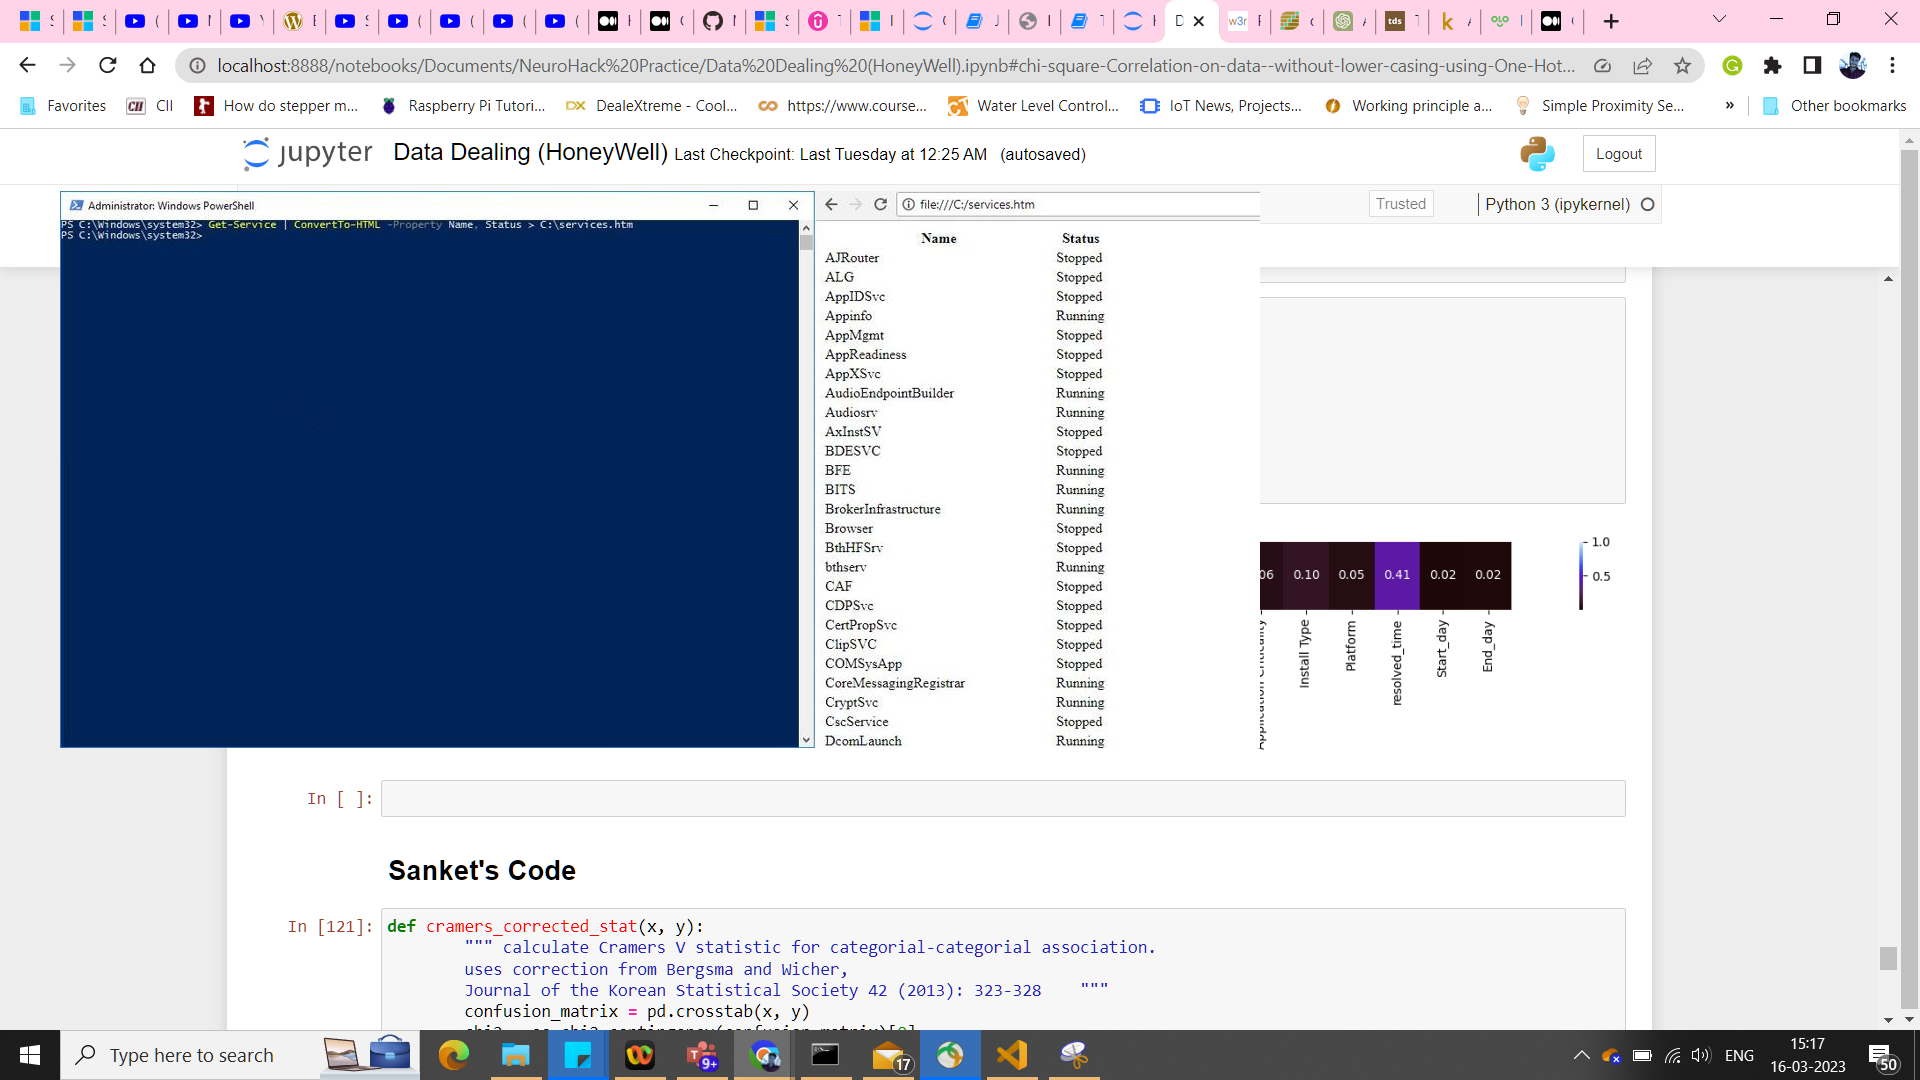 localhost:8888/notebooks/Documents/NeuroHack%20Practice/Data%20Dealing%20(HoneyWell).ipynb#chi-square-Correlation-on-data--without-lower-casing-using-One-Hot...
Favorites
CII
How do stepper m...
Raspberry Pi Tutori...
DealeXtreme - Cool...
https://www.course...
Water Level Control...
IoT News, Projects...
Working principle a...
Simple Proximity Se...
»
Other bookmarks
jupyter
Data Dealing (HoneyWell) Last Checkpoint: Last Tuesday at 12:25 AM (autosaved)
Logout
Trusted
Python 3 (ipykernel)
Administrator: Windows PowerShell
PS C:\Windows\system32> Get-Service | ConvertTo-HTML -Property Name, Status > C:\services.htm
PS C:\Windows\system32>
file:///C:/services.htm
Name Status
AJRouter Stopped
ALG Stopped
AppIDSvc Stopped
Appinfo Running
AppMgmt Stopped
AppReadiness Stopped
AppXSvc Stopped
AudioEndpointBuilder Running
Audiosrv Running
AxInstSV Stopped
BDESVC Stopped
BFE Running
BITS Running
BrokerInfrastructure Running
Browser Stopped
BthHFSrv Stopped
bthserv Running
CAF Stopped
CDPSvc Stopped
CertPropSvc Stopped
ClipSVC Stopped
COMSysApp Stopped
CoreMessagingRegistrar Running
CryptSvc Running
CscService Stopped
DcomLaunch Running
06 0.10 0.05 0.41 0.02 0.02
1.0
0.5
Application Criticality
Install Type
Platform
resolved_time
Start_day
End_day
In [ ]:
Sanket's Code
In [121]:
def cramers_corrected_stat(x, y):
""" calculate Cramers V statistic for categorial-categorial association.
uses correction from Bergsma and Wicher,
Journal of the Korean Statistical Society 42 (2013): 323-328 """
confusion_matrix = pd.crosstab(x, y)
Type here to search
9+
17
ENG
15:17
16-03-2023
50